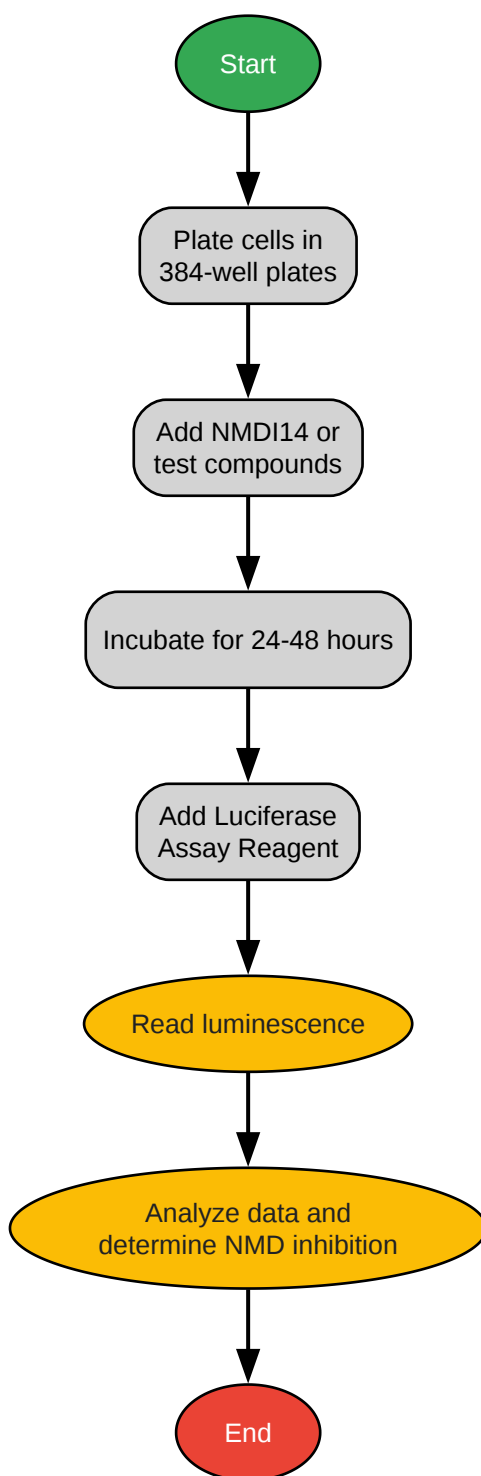 Start
Plate cells in
384-well plates
Add NMDI14 or
test compounds
Incubate for 24-48 hours
Add Luciferase
Assay Reagent
Read luminescence
Analyze data and
determine NMD inhibition
End